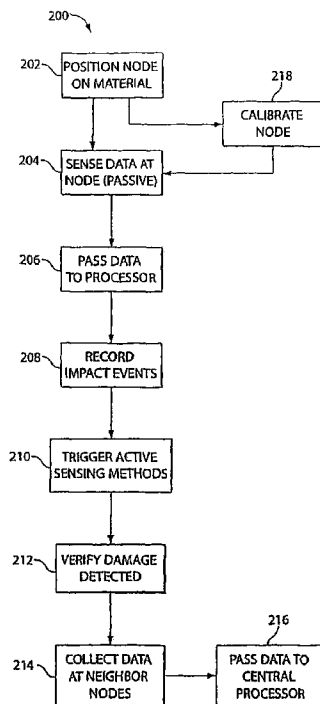 200
202
POSITION NODE
ON MATERIAL
218
CALIBRATE
NODE
204
SENSE DATA AT
NODE (PASSIVE)
206
PASS DATA
TO PROCESSOR
208
RECORD
IMPACT EVENTS
210
TRIGGER ACTIVE
SENSING METHODS
212
VERIFY DAMAGE
DETECTED
214
COLLECT DATA
AT NEIGHBOR
NODES
216
PASS DATA TO
CENTRAL
PROCESSOR